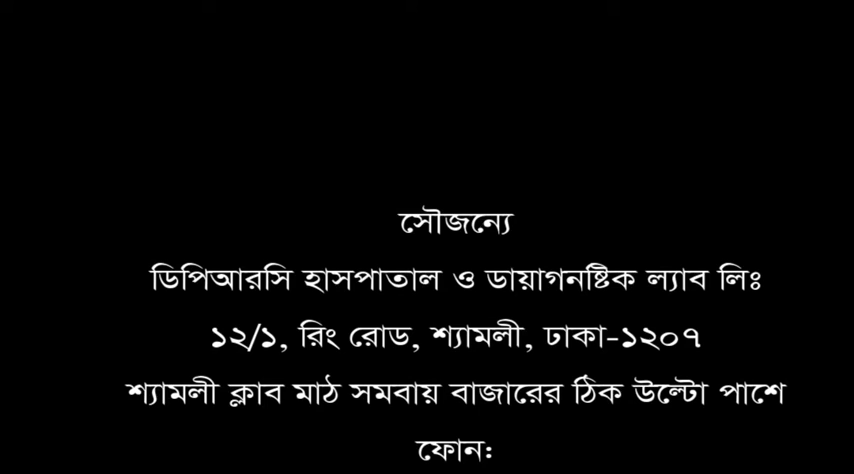 সৌজন্যে
ডিপিআরসি হাসপাতাল ও ডায়াগনষ্টিক ল্যাব লিঃ
১২/১, রিং রোড, শ্যামলী, ঢাকা-১২০৭
শ্যামলী ক্লাব মাঠ সমবায় বাজারের ঠিক উল্টো পাশে
ফোন: